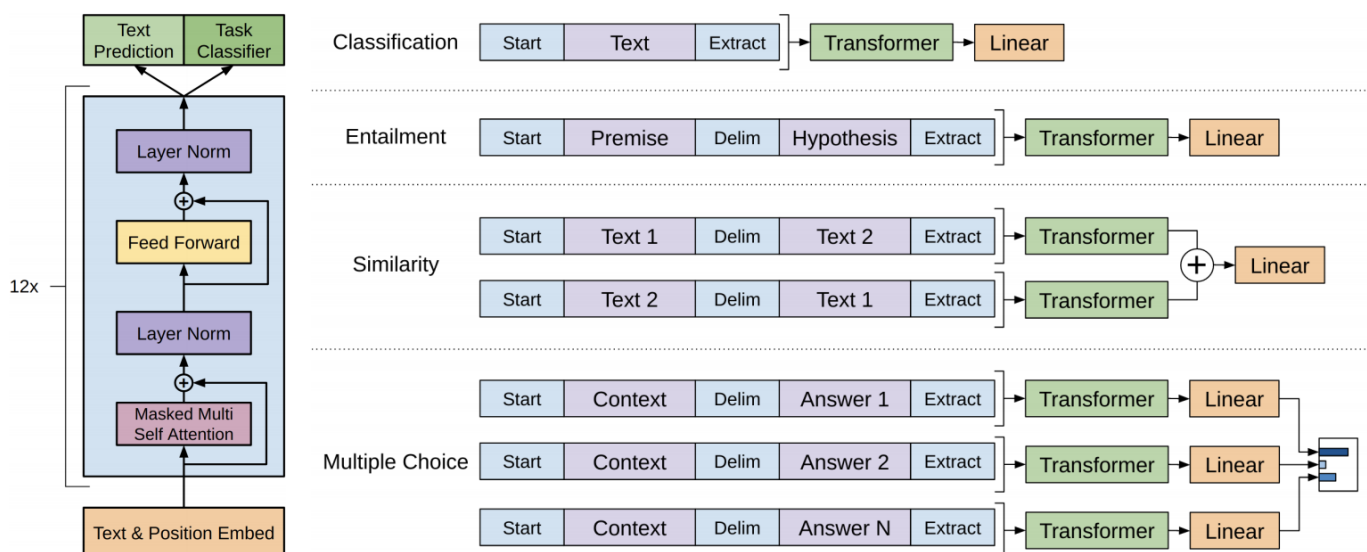 Text
Prediction
Task
Classifier
12x
Layer Norm
+
Feed Forward
Layer Norm
+
Masked Multi
Self Attention
Text & Position Embed
Classification Start Text Extract Transformer Linear
Entailment Start Premise Delim Hypothesis Extract Transformer Linear
Similarity
Start Text 1 Delim Text 2 Extract Transformer
+ Linear
Start Text 2 Delim Text 1 Extract Transformer
Multiple Choice
Start Context Delim Answer 1 Extract Transformer Linear
Start Context Delim Answer 2 Extract Transformer Linear
Start Context Delim Answer N Extract Transformer Linear